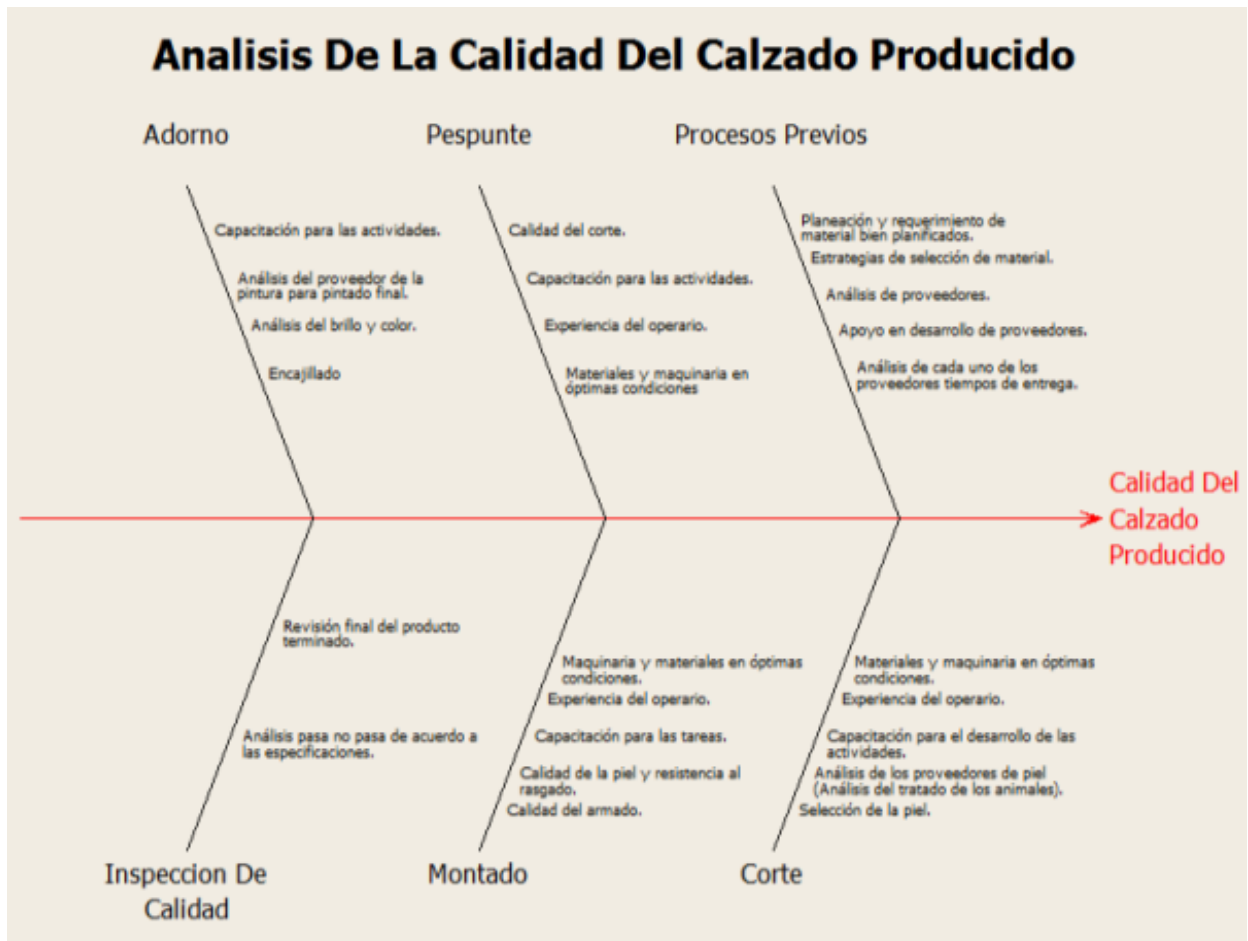 Analisis De La Calidad Del Calzado Producido
Adorno
Pespunte
Procesos Previos
Capacitación para las actividades.
Análisis del proveedor de la
pintura para pintado final.
Análisis del brillo y color.
Encajillado
Calidad del corte.
Capacitación para las actividades.
Experiencia del operario.
Materiales y maquinaria en
óptimas condiciones
Planeación y requerimiento de
material bien planificados.
Estrategias de selección de material.
Análisis de proveedores.
Apoyo en desarrollo de proveedores.
Análisis de cada uno de los
proveedores tiempos de entrega.
Calidad Del
Calzado
Producido
Revisión final del producto
terminado.
Análisis pasa no pasa de acuerdo a
las especificaciones.
Maquinaria y materiales en óptimas
condiciones.
Experiencia del operario.
Capacitación para las tareas.
Calidad de la piel y resistencia al
rasgado.
Calidad del armado.
Materiales y maquinaria en óptimas
condiciones.
Experiencia del operario.
Capacitación para el desarrollo de las
actividades.
Análisis de los proveedores de piel
(Análisis del tratado de los animales).
Selección de la piel.
Inspeccion De
Calidad
Montado
Corte